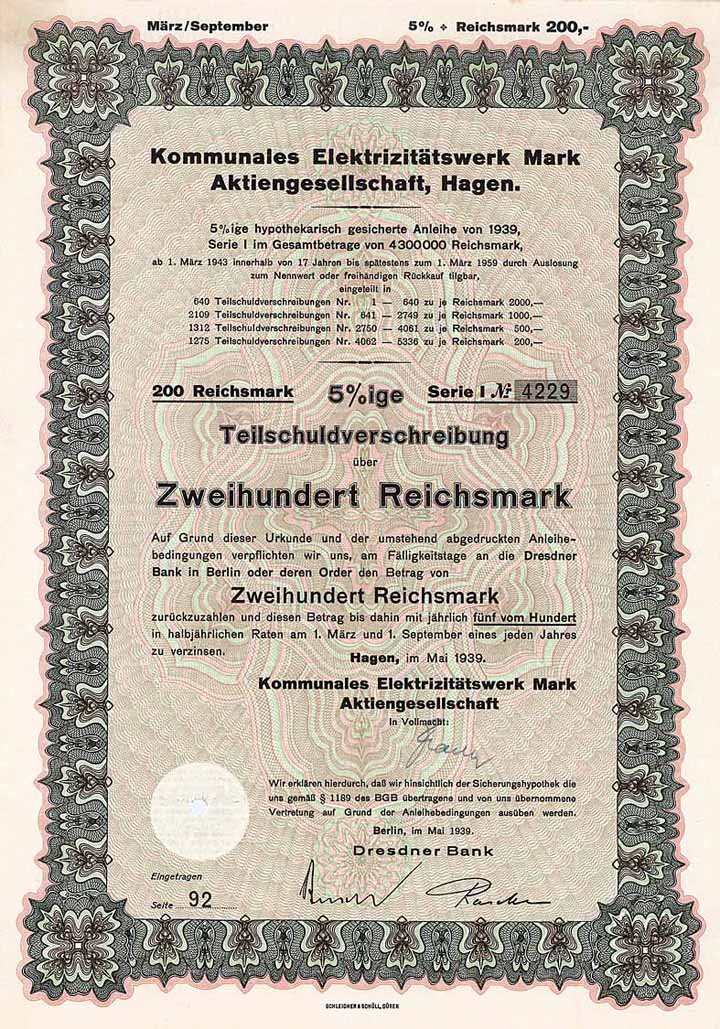 März/September 5% ÷ Reichsmark 200,-
Kommunales Elektrizitätswerk Mark
Aktiengesellschaft, Hagen.
5%ige hypothekarisch gesicherte Anleihe von 1939,
Serie I im Gesamtbetrage von 4300000 Reichsmark,
ab 1. März 1943 innerhalb von 17 Jahren bis spätestens zum 1. März 1959 durch Auslosung
zum Nennwert oder freihändigen Rückkauf tilgbar,
eingeteilt in
640 Teilschuldverschreibungen Nr. 1 — 640 zu je Reichsmark 2000,—
2109 Teilschuldverschreibungen Nr. 641 — 2749 zu je Reichsmark 1000,—
1312 Teilschuldverschreibungen Nr. 2750 — 4061 zu je Reichsmark 500,—
1275 Teilschuldverschreibungen Nr. 4062 — 5336 zu je Reichsmark 200,—
200 Reichsmark 5%ige Serie I № 4229
Teilschuldverschreibung
über
Zweihundert Reichsmark
Auf Grund dieser Urkunde und der umstehend abgedruckten Anleihe-
bedingungen verpflichten wir uns, am Fälligkeitstage an die Dresdner
Bank in Berlin oder deren Order den Betrag von
Zweihundert Reichsmark
zurückzuzahlen und diesen Betrag bis dahin mit jährlich fünf vom Hundert
in halbjährlichen Raten am 1. März und 1. September eines jeden Jahres
zu verzinsen.
Hagen, im Mai 1939.
Kommunales Elektrizitätswerk Mark
Aktiengesellschaft
In Vollmacht:
Wir erklären hierdurch, daß wir hinsichtlich der Sicherungshypothek die
uns gemäß § 1189 des BGB übertragene und von uns übernommene
Vertretung auf Grund der Anleihebedingungen ausüben werden.
Berlin, im Mai 1939.
Dresdner Bank
Eingetragen
Seite 92
SCHLEICHER & SCHÜLL, DÜREN